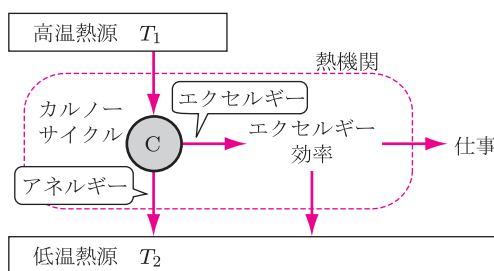 高温熱源 T₁
熱機関
カルノー
サイクル
エクセルギー
C
エクセルギー
効率
仕事
アネルギー
低温熱源 T₂